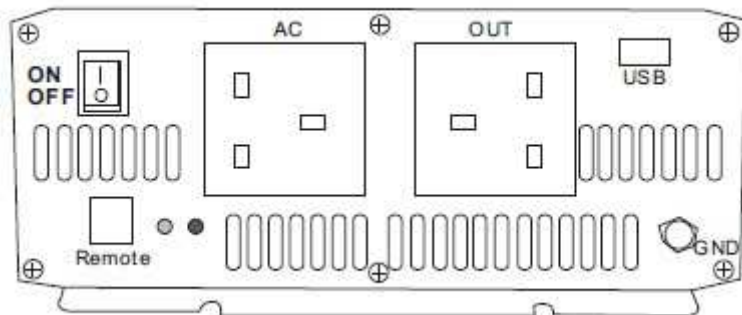 AC OUT
ON
OFF
USB
Remote
GND